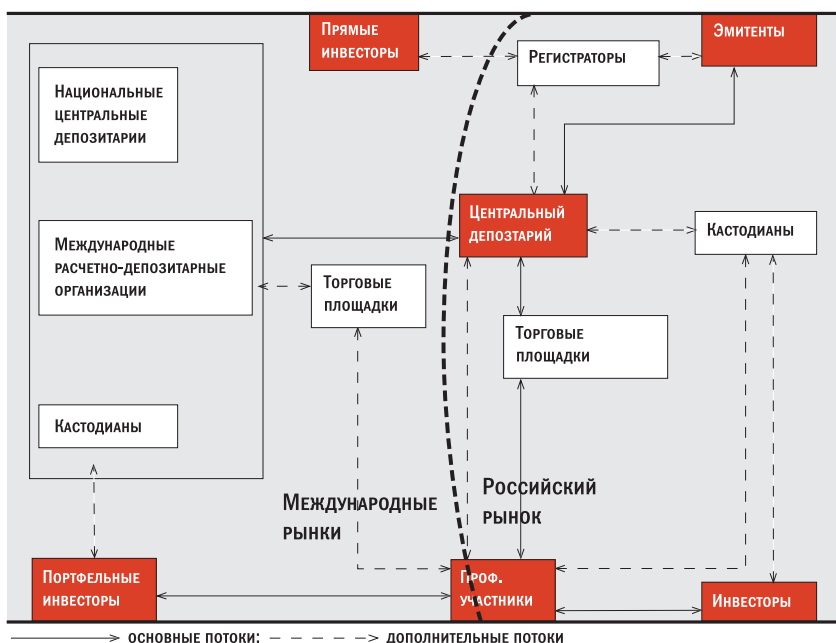 Прямые
инвесторы
Эмитенты
Регистраторы
Национальные
центральные
депозитарии
Центральный
депозтарий
Кастодианы
Международные
расчетно-депозитарные
организации
Торговые
площадки
Торговые
площадки
Кастодианы
Международные
рынки
Российский
рынок
Портфельные
инвесторы
Проф.
участники
Инвесторы
основные потоки; дополнительные потоки